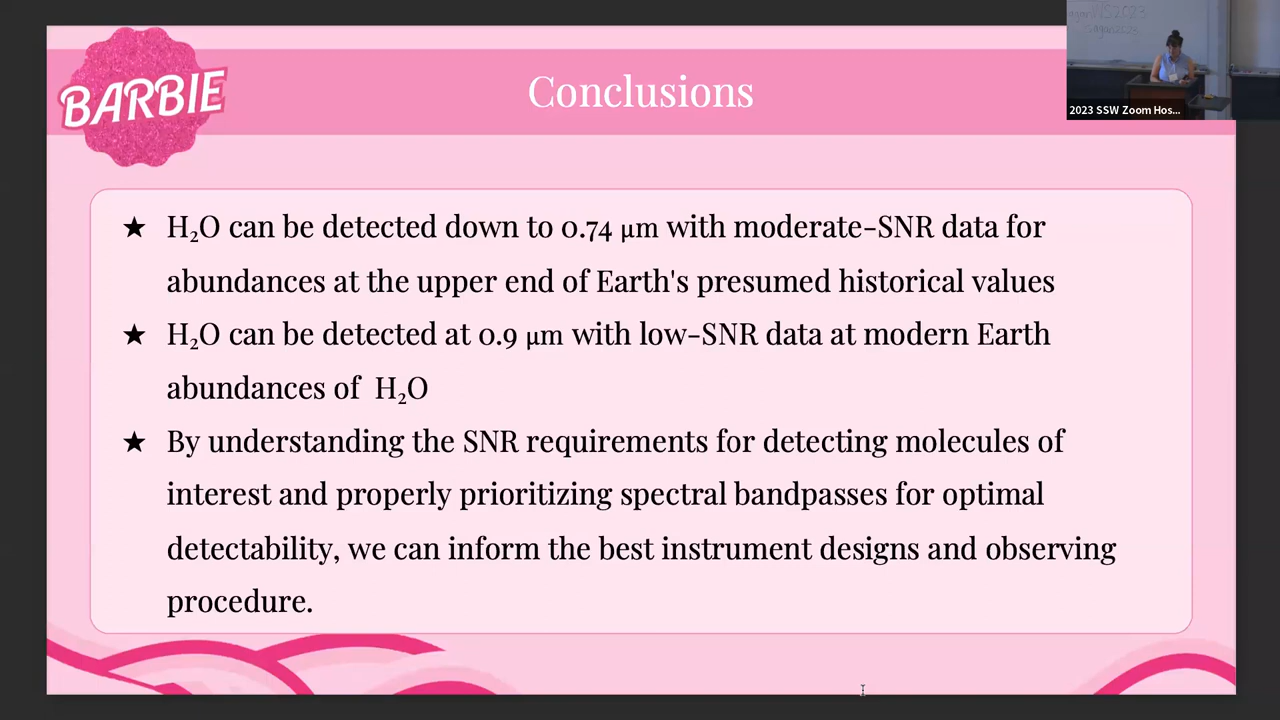 BARBIE
Conclusions
2023 SSW Zoom Hos...
★ H₂O can be detected down to 0.74 μm with moderate-SNR data for
abundances at the upper end of Earth's presumed historical values
★ H₂O can be detected at 0.9 μm with low-SNR data at modern Earth
abundances of H₂O
★ By understanding the SNR requirements for detecting molecules of
interest and properly prioritizing spectral bandpasses for optimal
detectability, we can inform the best instrument designs and observing
procedure.